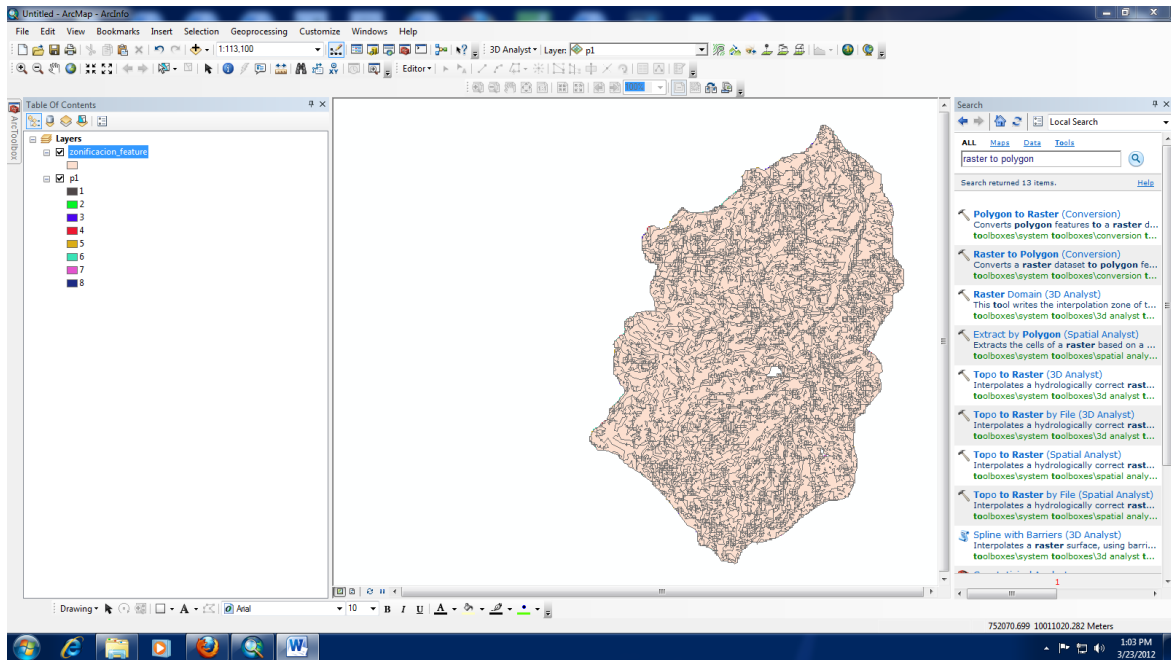 Untitled - ArcMap - ArcInfo
File Edit View Bookmarks Insert Selection Geoprocessing Customize Windows Help
1:113,100 3D Analyst Layer: p1
Editor
100%
Table Of Contents
Search
ArcToolbox
Layers
zonificacion_feature
p1
1
2
3
4
5
6
7
8
Local Search
ALL Maps Data Tools
raster to polygon
Search returned 13 items. Help
Polygon to Raster (Conversion)
Converts polygon features to a raster d...
toolboxes\system toolboxes\conversion t...
Raster to Polygon (Conversion)
Converts a raster dataset to polygon fe...
toolboxes\system toolboxes\conversion t...
Raster Domain (3D Analyst)
This tool writes the interpolation zone of t...
toolboxes\system toolboxes\3d analyst t...
Extract by Polygon (Spatial Analyst)
Extracts the cells of a raster based on a ...
toolboxes\system toolboxes\spatial analy...
Topo to Raster (3D Analyst)
Interpolates a hydrologically correct rast...
toolboxes\system toolboxes\3d analyst t...
Topo to Raster by File (3D Analyst)
Interpolates a hydrologically correct rast...
toolboxes\system toolboxes\3d analyst t...
Topo to Raster (Spatial Analyst)
Interpolates a hydrologically correct rast...
toolboxes\system toolboxes\spatial analy...
Topo to Raster by File (Spatial Analyst)
Interpolates a hydrologically correct rast...
toolboxes\system toolboxes\spatial analy...
Spline with Barriers (3D Analyst)
Interpolates a raster surface, using barri...
toolboxes\system toolboxes\3d analyst t...
1
Drawing A Arial 10 B I U A
752070.699 10011020.282 Meters
1:03 PM
3/23/2012